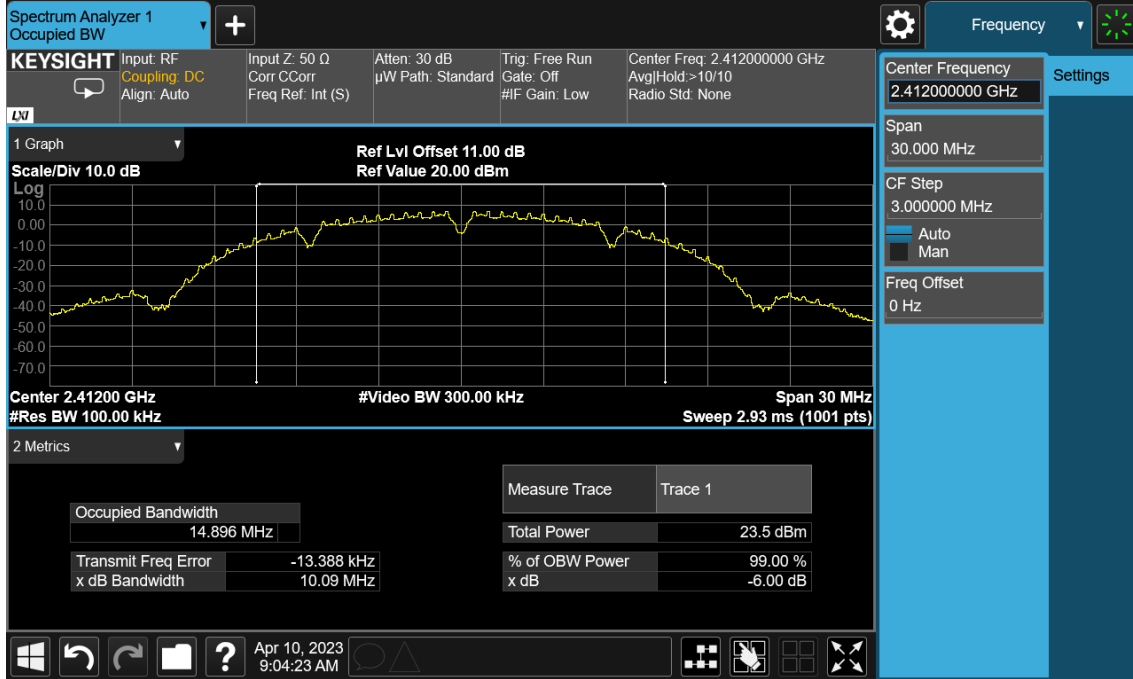 Spectrum Analyzer 1
Occupied BW
Frequency
KEYSIGHT
LXI
Input: RF
Coupling: DC
Align: Auto
Input Z: 50 Ω
Corr CCorr
Freq Ref: Int (S)
Atten: 30 dB
µW Path: Standard
Trig: Free Run
Gate: Off
#IF Gain: Low
Center Freq: 2.412000000 GHz
Avg|Hold:>10/10
Radio Std: None
1 Graph
Scale/Div 10.0 dB
Ref Lvl Offset 11.00 dB
Ref Value 20.00 dBm
Log
10.0
0.00
-10.0
-20.0
-30.0
-40.0
-50.0
-60.0
-70.0
Center 2.41200 GHz
#Video BW 300.00 kHz
Span 30 MHz
#Res BW 100.00 kHz
Sweep 2.93 ms (1001 pts)
2 Metrics
Occupied Bandwidth
14.896 MHz
Transmit Freq Error -13.388 kHz
x dB Bandwidth 10.09 MHz
Measure Trace Trace 1
Total Power 23.5 dBm
% of OBW Power 99.00 %
x dB -6.00 dB
?
Apr 10, 2023
9:04:23 AM
Center Frequency
2.412000000 GHz
Span
30.000 MHz
CF Step
3.000000 MHz
Auto
Man
Freq Offset
0 Hz
Settings